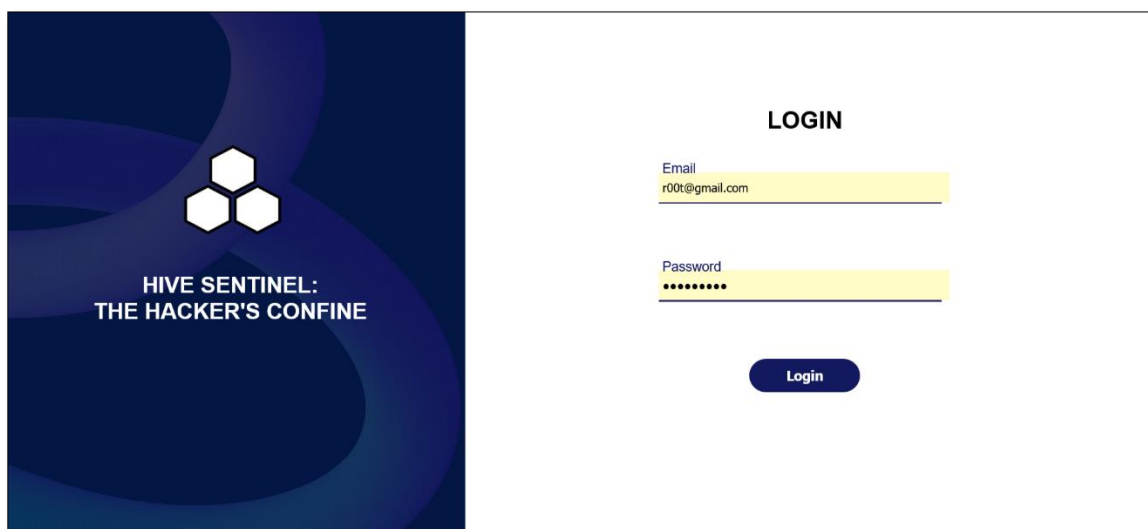 HIVE SENTINEL:
THE HACKER'S CONFINE
LOGIN
Email
r00t@gmail.com
Password
•••••••••
Login